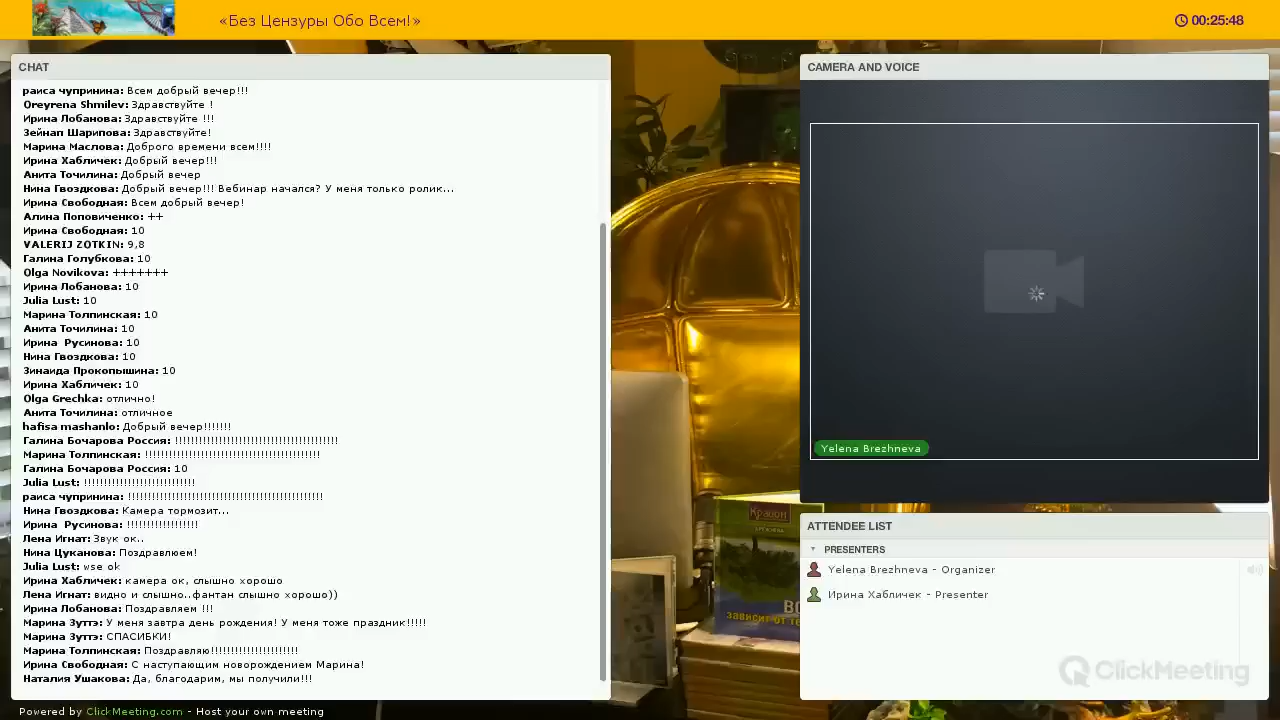 «Без Цензуры Обо Всем!»
00:25:48
CHAT
раиса чупринина: Всем добрый вечер!!!
Oreyrena Shmilev: Здравствуйте !
Ирина Лобанова: Здравствуйте !!!
Зейнап Шарипова: Здравствуйте!
Марина Маслова: Доброго времени всем!!!!
Ирина Хабличек: Добрый вечер!!!
Анита Точилина: Добрый вечер
Нина Гвоздкова: Добрый вечер!!! Вебинар начался? У меня только ролик...
Ирина Свободная: Всем добрый вечер!
Алина Поповиченко: ++
Ирина Свободная: 10
VALERIJ ZOTKIN: 9,8
Галина Голубкова: 10
Olga Novikova: +++++++
Ирина Лобанова: 10
Julia Lust: 10
Марина Толпинская: 10
Анита Точилина: 10
Ирина  Русинова: 10
Нина Гвоздкова: 10
Зинаида Прокопышина: 10
Ирина Хабличек: 10
Olga Grechka: отлично!
Анита Точилина: отличное
hafisa mashanlo: Добрый вечер!!!!!!!
Галина Бочарова Россия: !!!!!!!!!!!!!!!!!!!!!!!!!!!!!!!!!!!!!!!!!
Марина Толпинская: !!!!!!!!!!!!!!!!!!!!!!!!!!!!!!!!!!!!!!!!!!!!
Галина Бочарова Россия: 10
Julia Lust: !!!!!!!!!!!!!!!!!!!!!!!!!!!!
раиса чупринина: !!!!!!!!!!!!!!!!!!!!!!!!!!!!!!!!!!!!!!!!!!!!!!!!!
Нина Гвоздкова: Камера тормозит...
Ирина  Русинова: !!!!!!!!!!!!!!!!!!
Лена Игнат: Звук ок..
Нина Цуканова: Поздравлюем!
Julia Lust: wse ok
Ирина Хабличек: камера ок, слышно хорошо
Лена Игнат: видно и слышно..фантан слышно хорошо))
Ирина Лобанова: Поздравляем !!!
Марина Зуттэ: У меня завтра день рождения! У меня тоже праздник!!!!!
Марина Зуттэ: СПАСИБКИ!
Марина Толпинская: Поздравляю!!!!!!!!!!!!!!!!!!!!!!
Ирина Свободная: С наступающим новорождением Марина!
Наталия Ушакова: Да, благодарим, мы получили!!!
Powered by ClickMeeting.com - Host your own meeting
CAMERA AND VOICE
Yelena Brezhneva
ATTENDEE LIST
PRESENTERS
Yelena Brezhneva - Organizer
Ирина Хабличек - Presenter
ClickMeeting